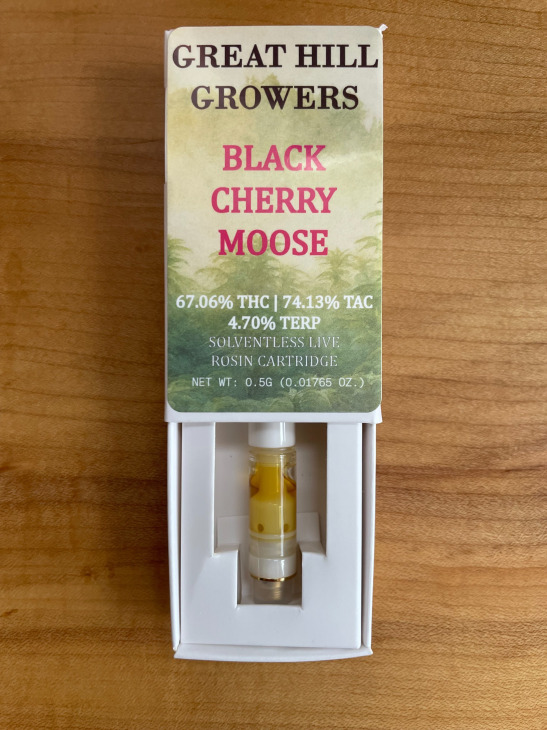 GREAT HILL
GROWERS
BLACK
CHERRY
MOOSE
67.06% THC | 74.13% TAC
4.70% TERP
SOLVENTLESS LIVE
ROSIN CARTRIDGE
NET WT: 0.5G (0.01765 OZ.)